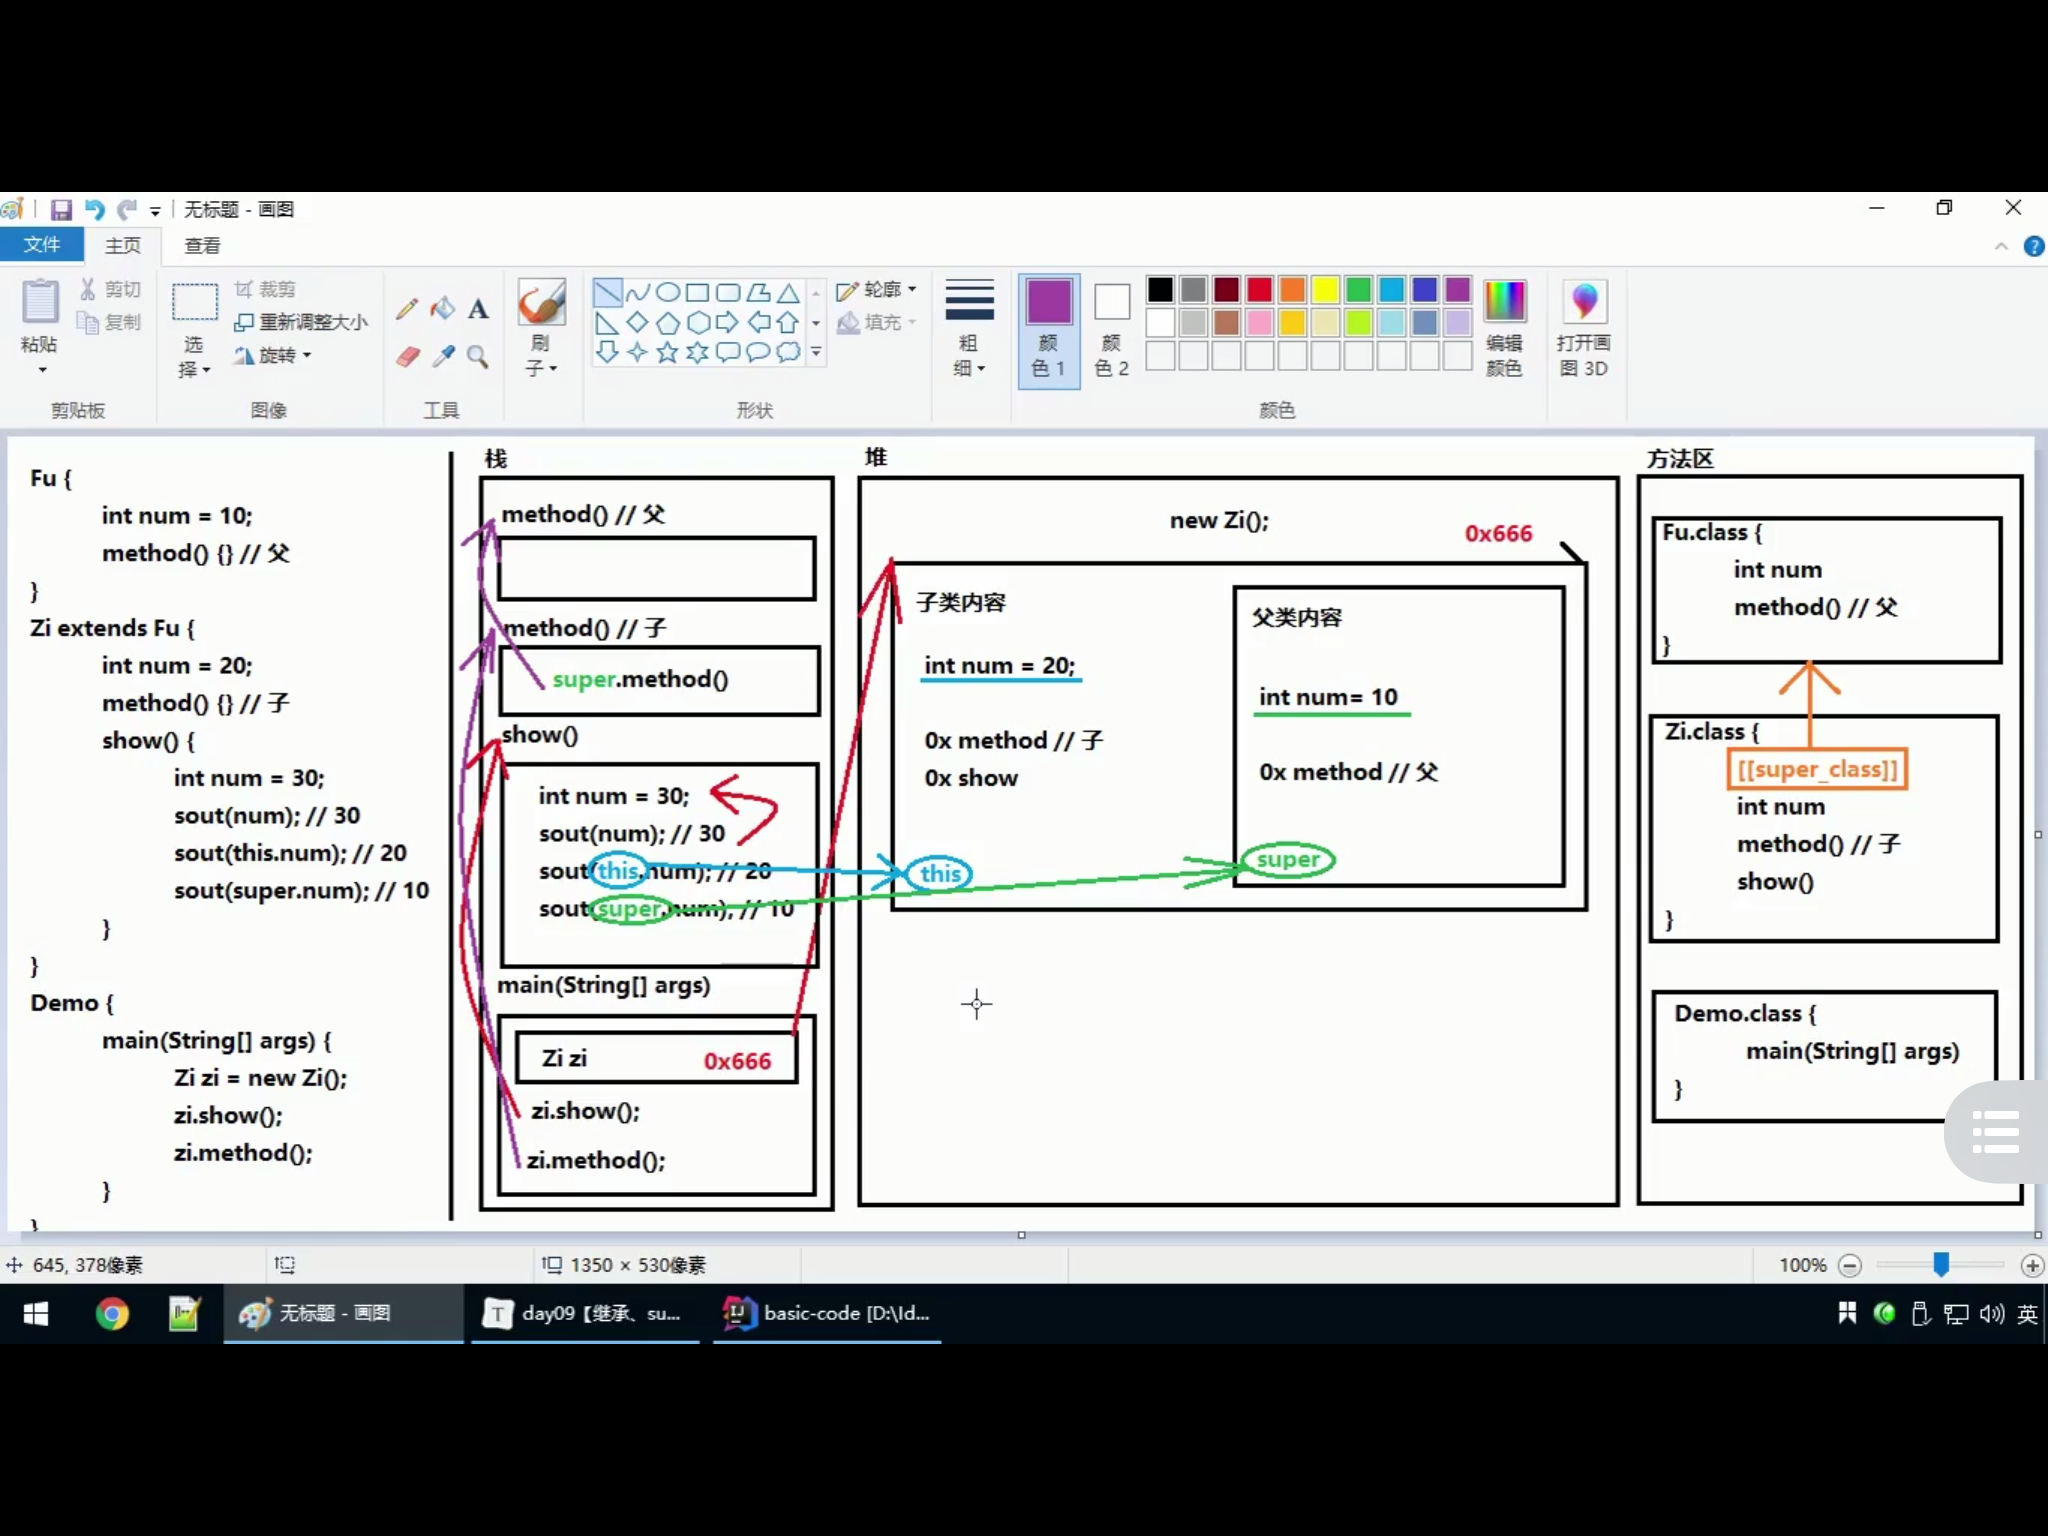 无标题 - 画图
文件 主页 查看
粘贴 剪切 复制 剪贴板
选择 裁剪 重新调整大小 旋转 图像
A
工具
刷子
轮廓 填充 形状
粗细
颜色 1
颜色 2
编辑颜色
颜色
打开画图 3D
Fu {
int num = 10;
method() {} // 父
}
Zi extends Fu {
int num = 20;
method() {} // 子
show() {
int num = 30;
sout(num); // 30
sout(this.num); // 20
sout(super.num); // 10
}
}
Demo {
main(String[] args) {
Zi zi = new Zi();
zi.show();
zi.method();
}
}
栈
method() // 父
method() // 子
super.method()
show()
int num = 30;
sout(num); // 30
sout(this.num); // 20
sout(super.num); // 10
main(String[] args)
Zi zi 0x666
zi.show();
zi.method();
堆
new Zi();
0x666
子类内容
int num = 20;
0x method // 子
0x show
this
父类内容
int num= 10
0x method // 父
super
方法区
Fu.class {
int num
method() // 父
}
Zi.class {
[[super_class]]
int num
method() // 子
show()
}
Demo.class {
main(String[] args)
}
645, 378像素
1350 × 530像素
100%
无标题 - 画图
T day09【继承、su...
IJ basic-code [D:\Id...
英